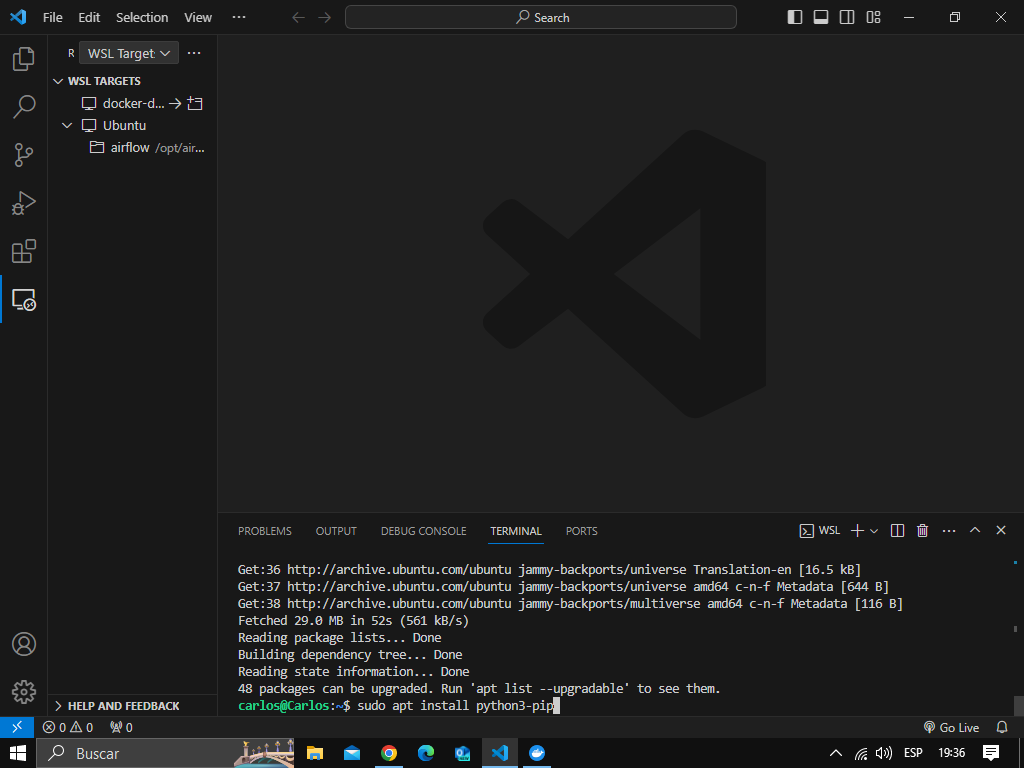 File Edit Selection View ···
Search
R WSL Target: ···
WSL TARGETS
docker-d...
Ubuntu
airflow /opt/air...
HELP AND FEEDBACK
PROBLEMS OUTPUT DEBUG CONSOLE TERMINAL PORTS
WSL ···
Get:36 http://archive.ubuntu.com/ubuntu jammy-backports/universe Translation-en [16.5 kB]
Get:37 http://archive.ubuntu.com/ubuntu jammy-backports/universe amd64 c-n-f Metadata [644 B]
Get:38 http://archive.ubuntu.com/ubuntu jammy-backports/multiverse amd64 c-n-f Metadata [116 B]
Fetched 29.0 MB in 52s (561 kB/s)
Reading package lists... Done
Building dependency tree... Done
Reading state information... Done
48 packages can be upgraded. Run 'apt list --upgradable' to see them.
carlos@Carlos:~$ sudo apt install python3-pip
0 0 0
Go Live
Buscar
ESP 19:36